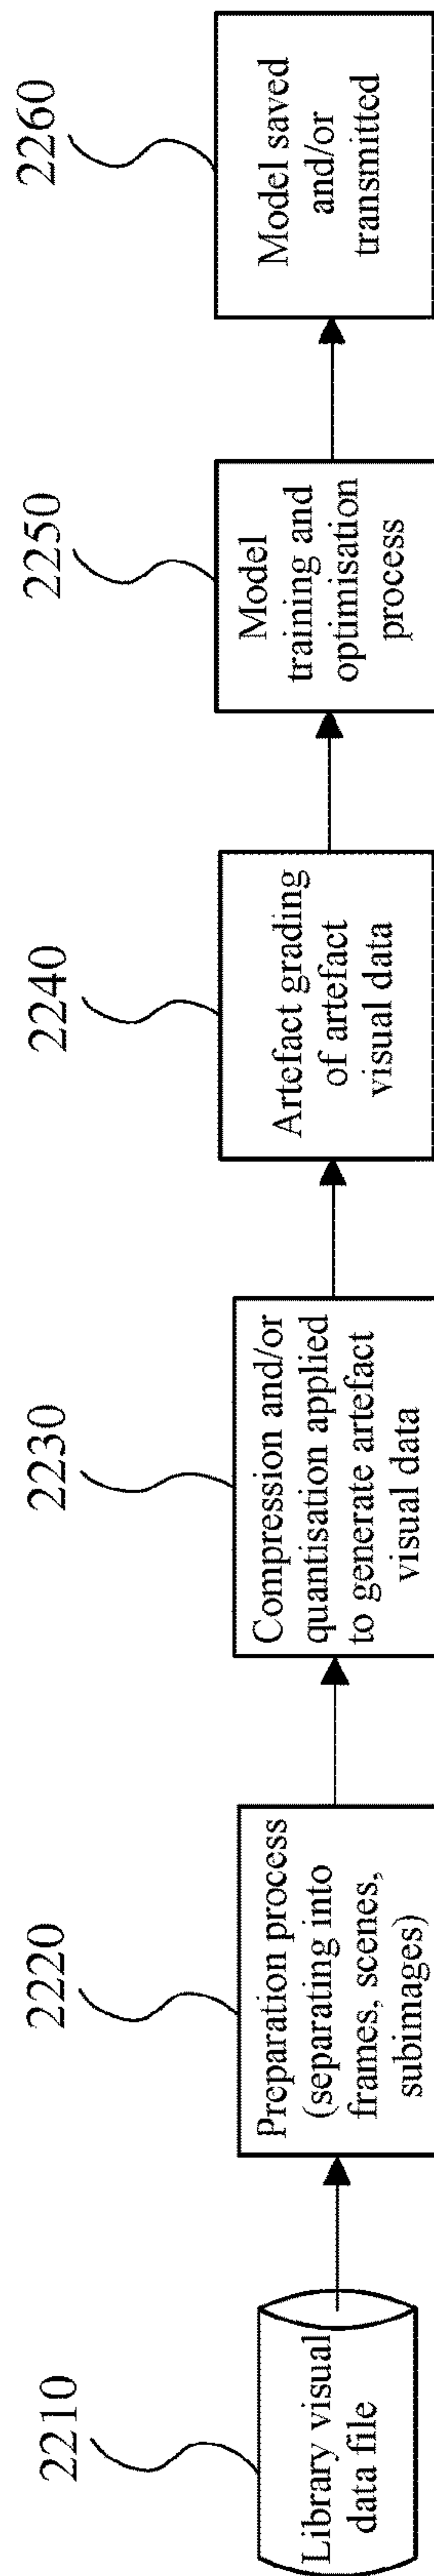 2210
Library visual
data file
2220
Preparation process
(separating into
frames, scenes,
subimages)
2230
Compression and/or
quantisation applied
to generate artefact
visual data
2240
Artefact grading
of artefact
visual data
2250
Model
training and
optimisation
process
2260
Model saved
and/or
transmitted